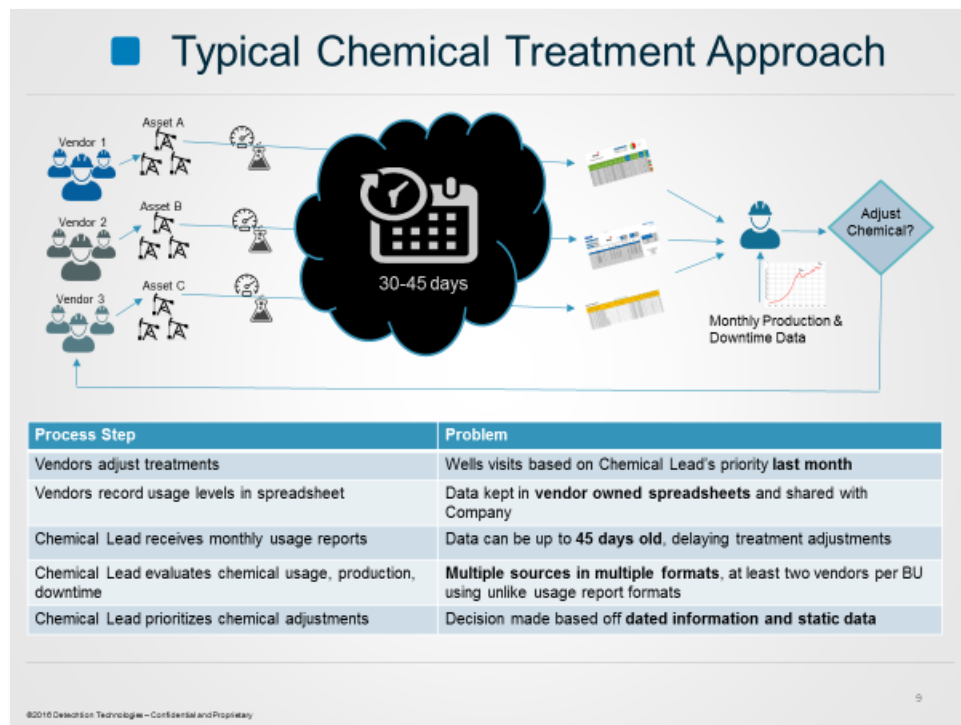 Typical Chemical Treatment Approach
Vendor 1
Asset A
Vendor 2
Asset B
Vendor 3
Asset C
30-45 days
Adjust
Chemical?
Monthly Production &
Downtime Data
Process Step
Problem
Vendors adjust treatments
Wells visits based on Chemical Lead's priority last month
Vendors record usage levels in spreadsheet
Data kept in vendor owned spreadsheets and shared with
Company
Chemical Lead receives monthly usage reports
Data can be up to 45 days old, delaying treatment adjustments
Chemical Lead evaluates chemical usage, production,
downtime
Multiple sources in multiple formats, at least two vendors per BU
using unlike usage report formats
Chemical Lead prioritizes chemical adjustments
Decision made based off dated information and static data
9
©2016 Detechtion Technologies – Confidential and Proprietary